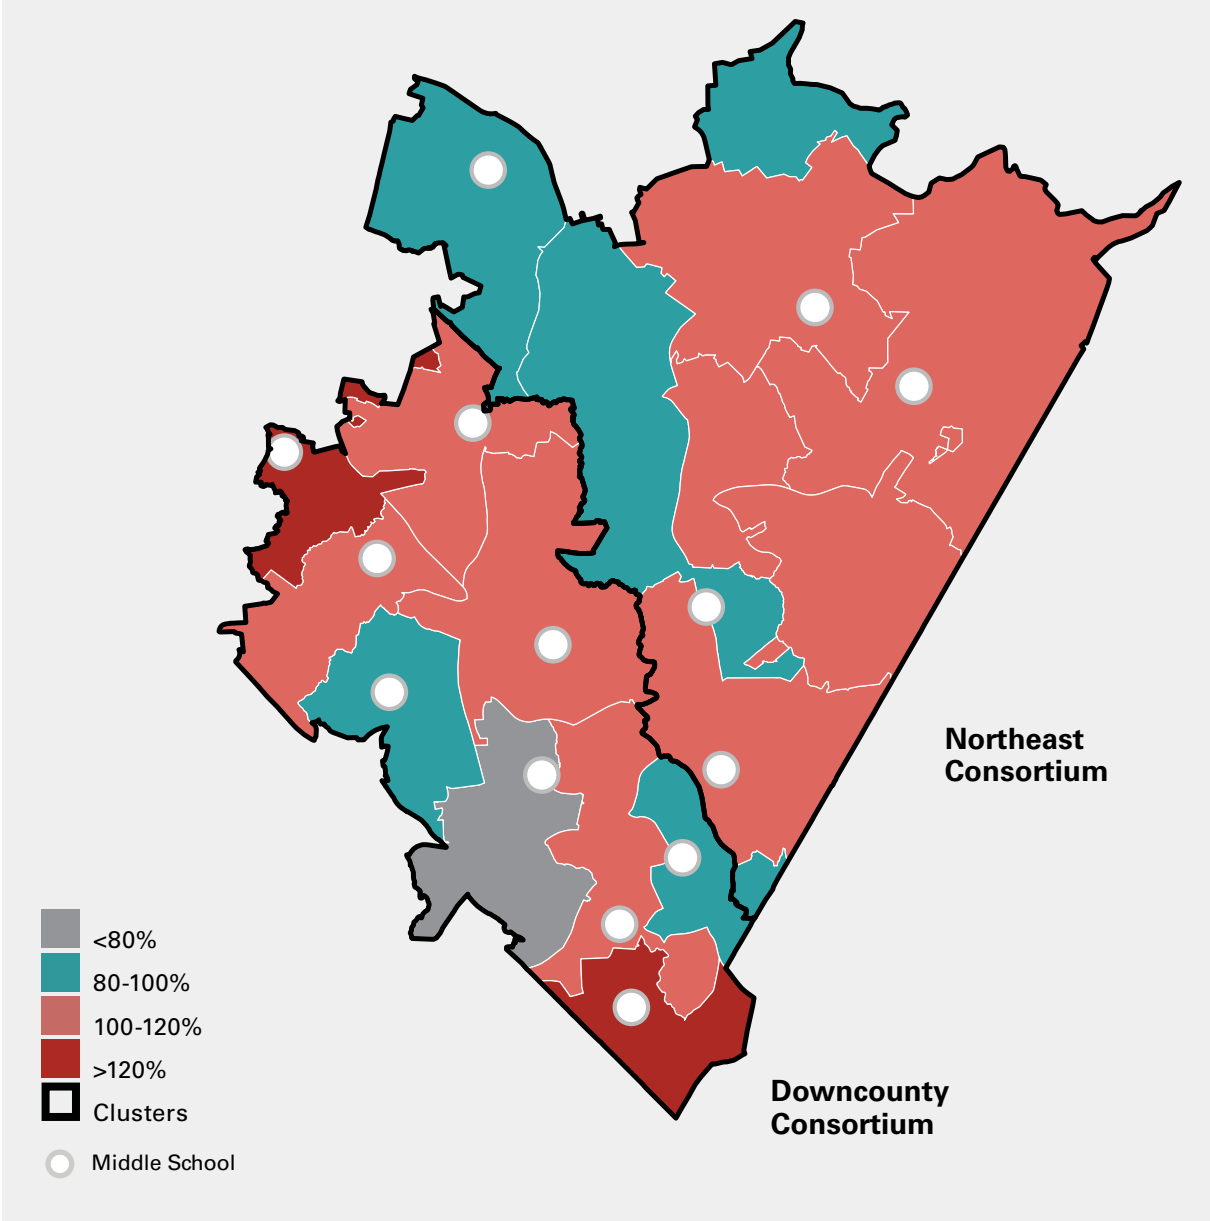 Northeast
Consortium
<80%
80-100%
100-120%
>120%
Clusters
Middle School
Downcounty
Consortium